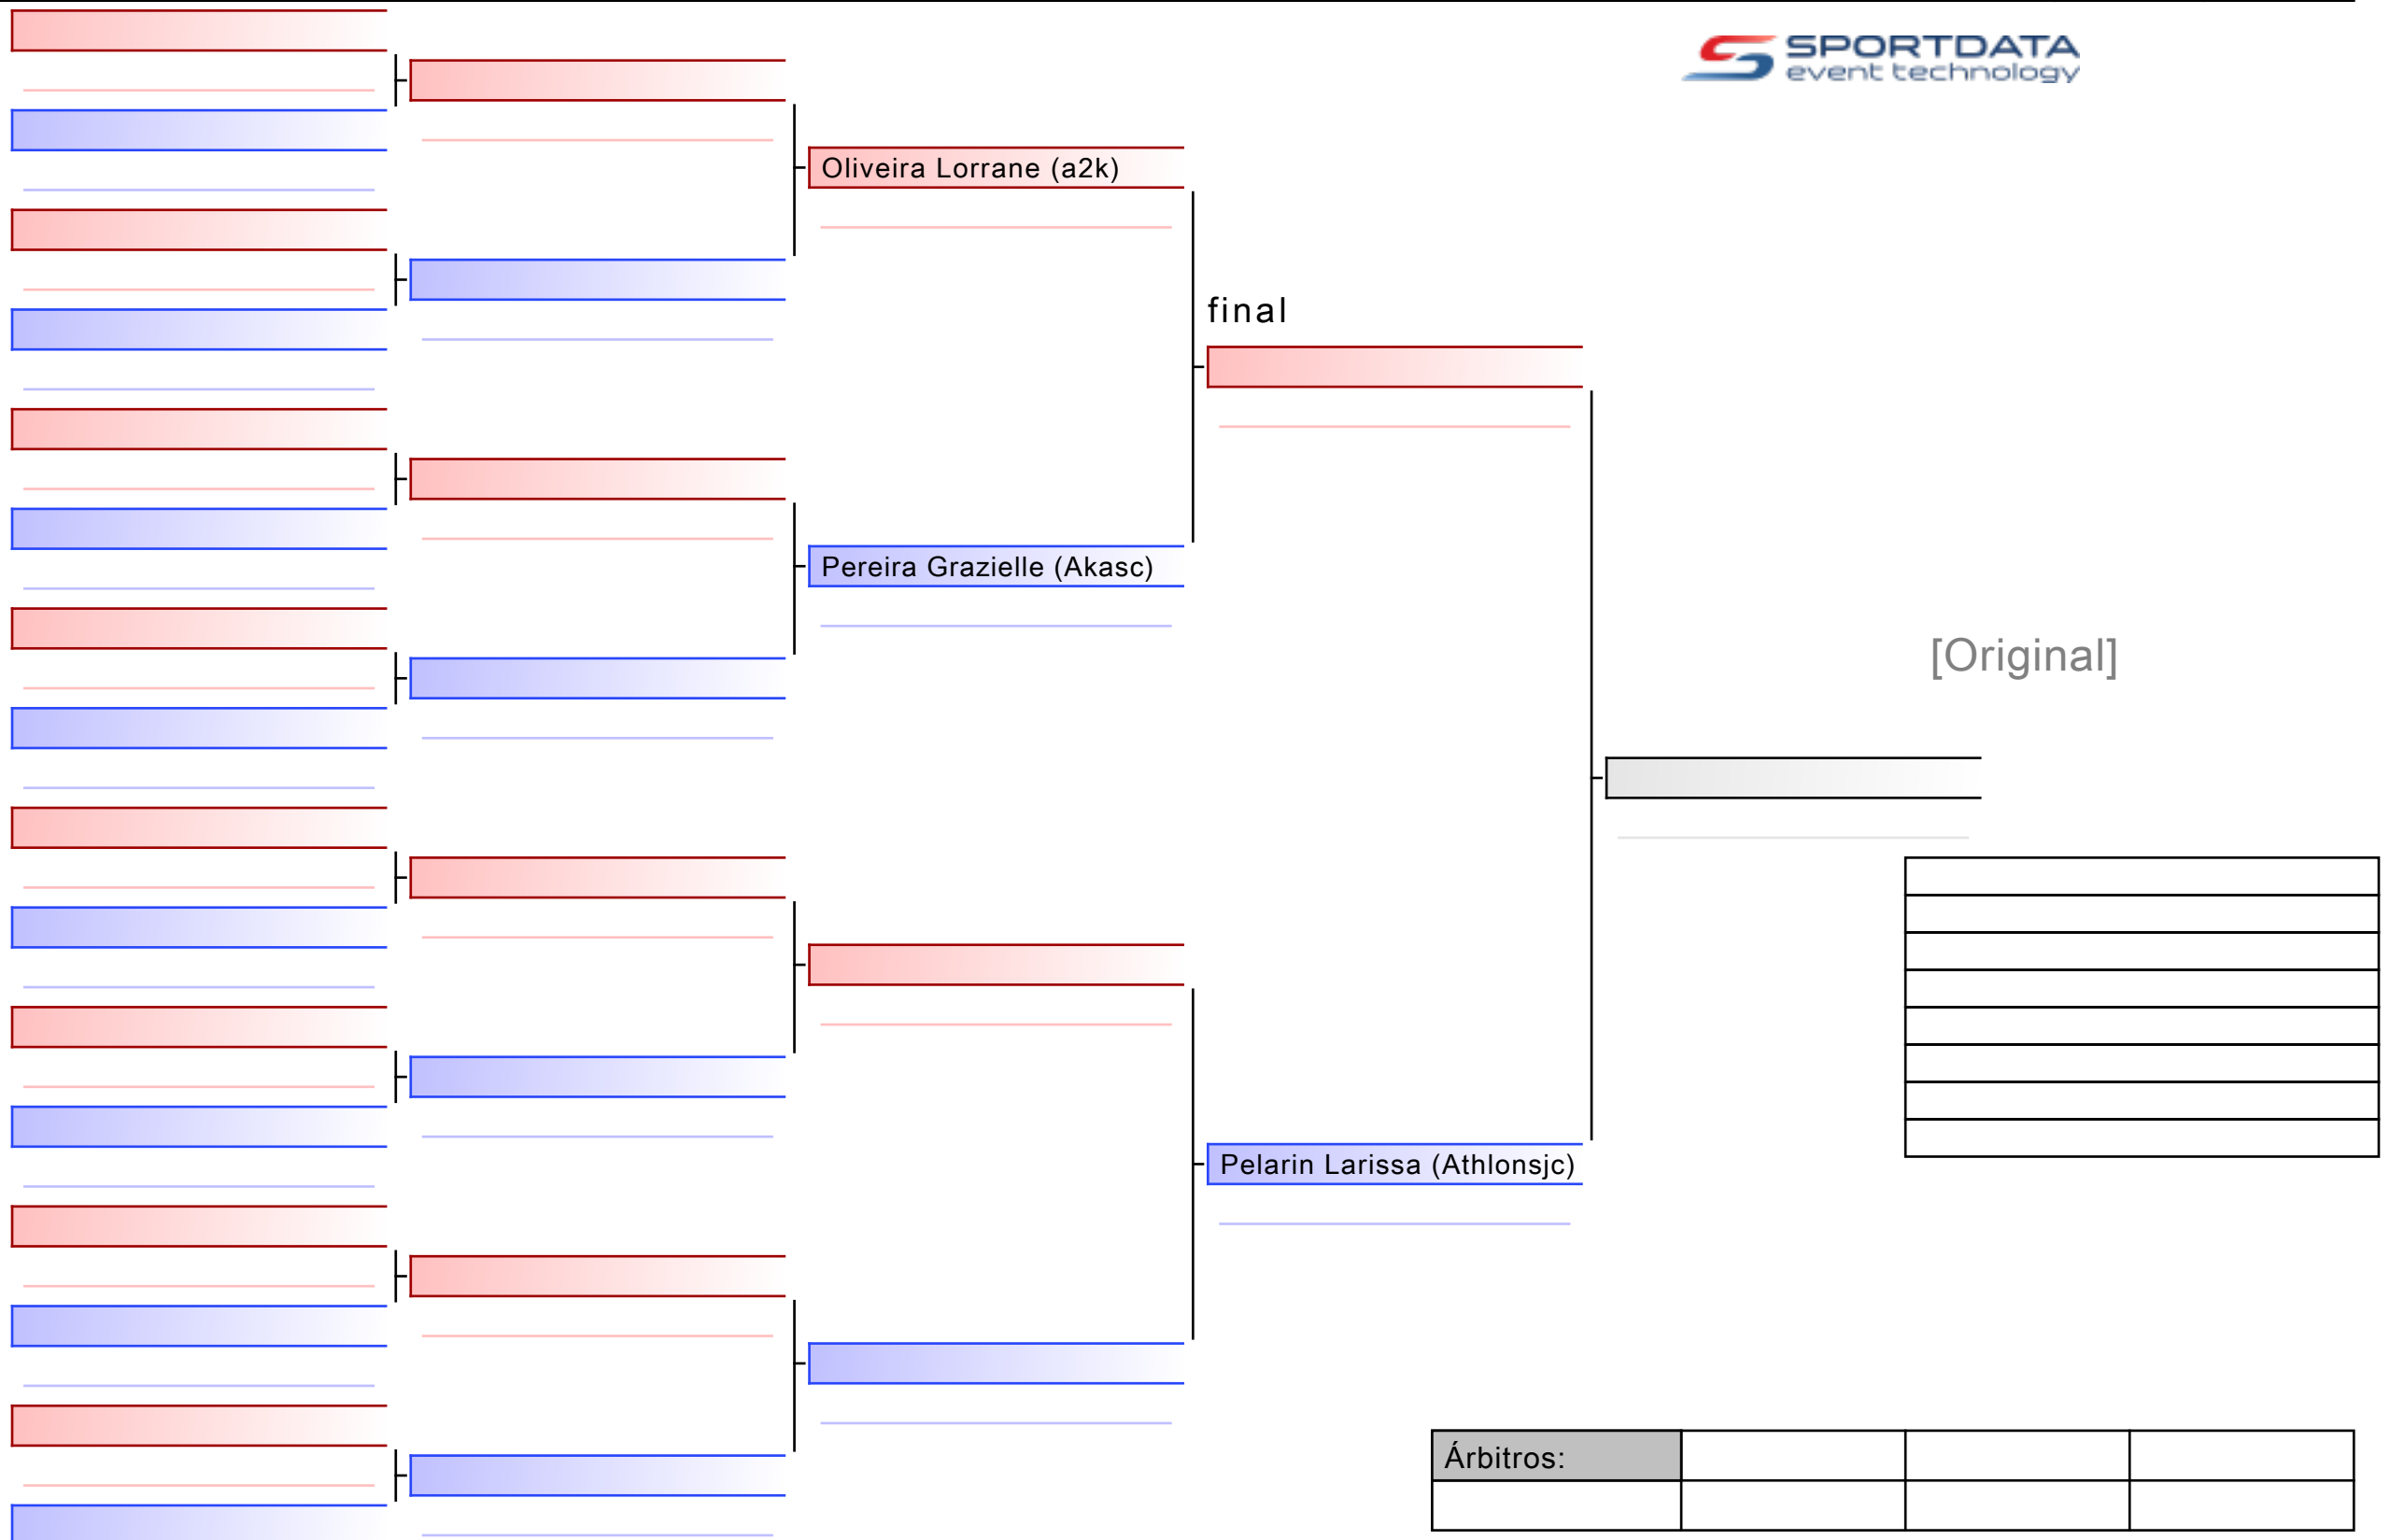 SPORTDATA
event technology
Oliveira Lorrane (a2k)
final
Pereira Grazielle (Akasc)
[Original]
Pelarin Larissa (Athlonsjc)
Árbitros: